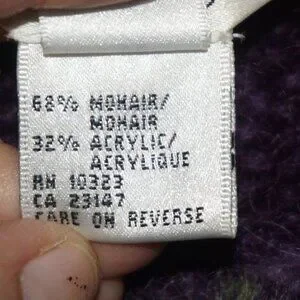 68% MOHAIR/
MOHAIR
32% ACRYLIC/
ACRYLIQUE
RN 10323
CA 23147
CARE ON REVERSE